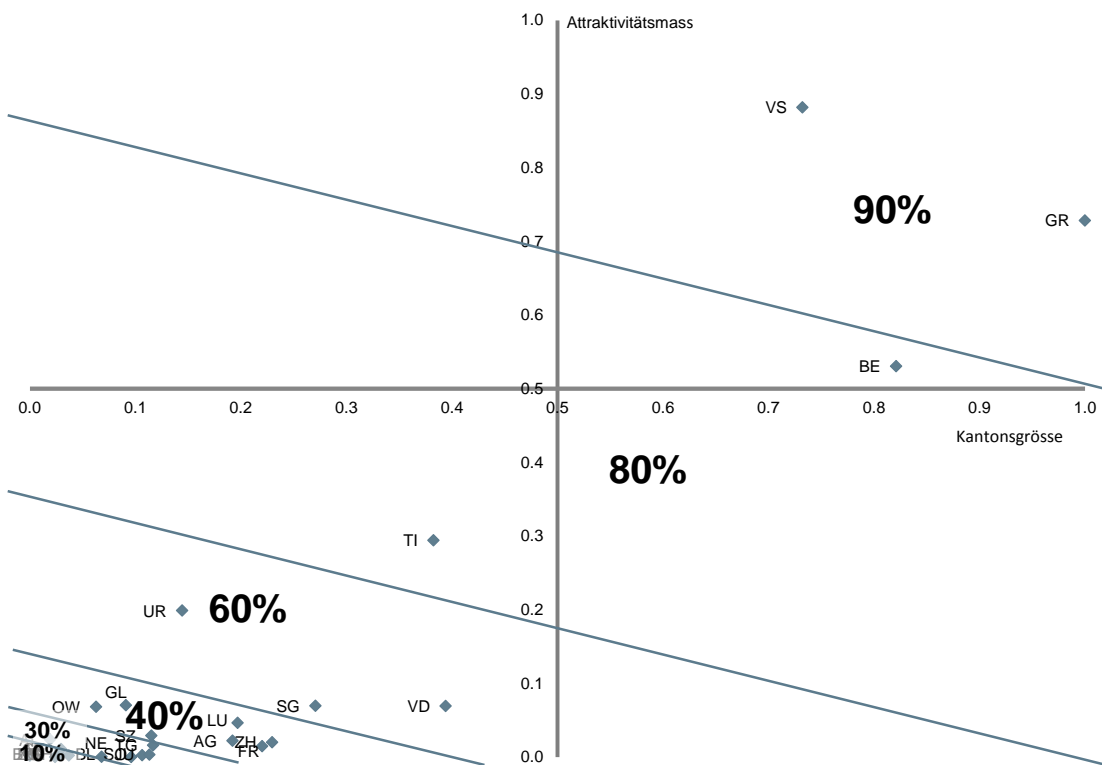 1.0 Attraktivitätsmass
0.9
VS
0.8
90%
GR
0.7
0.6
BE
0.5
0.0 0.1 0.2 0.3 0.4 0.5 0.6 0.7 0.8 0.9 1.0
Kantonsgrösse
0.4
80%
TI
0.3
UR
60%
0.2
0.1
GL
OW
40%
SG
VD
LU
30%
SZ
NE
TG
AG
ZH
FR
10%
BL
SO
JU
0.0